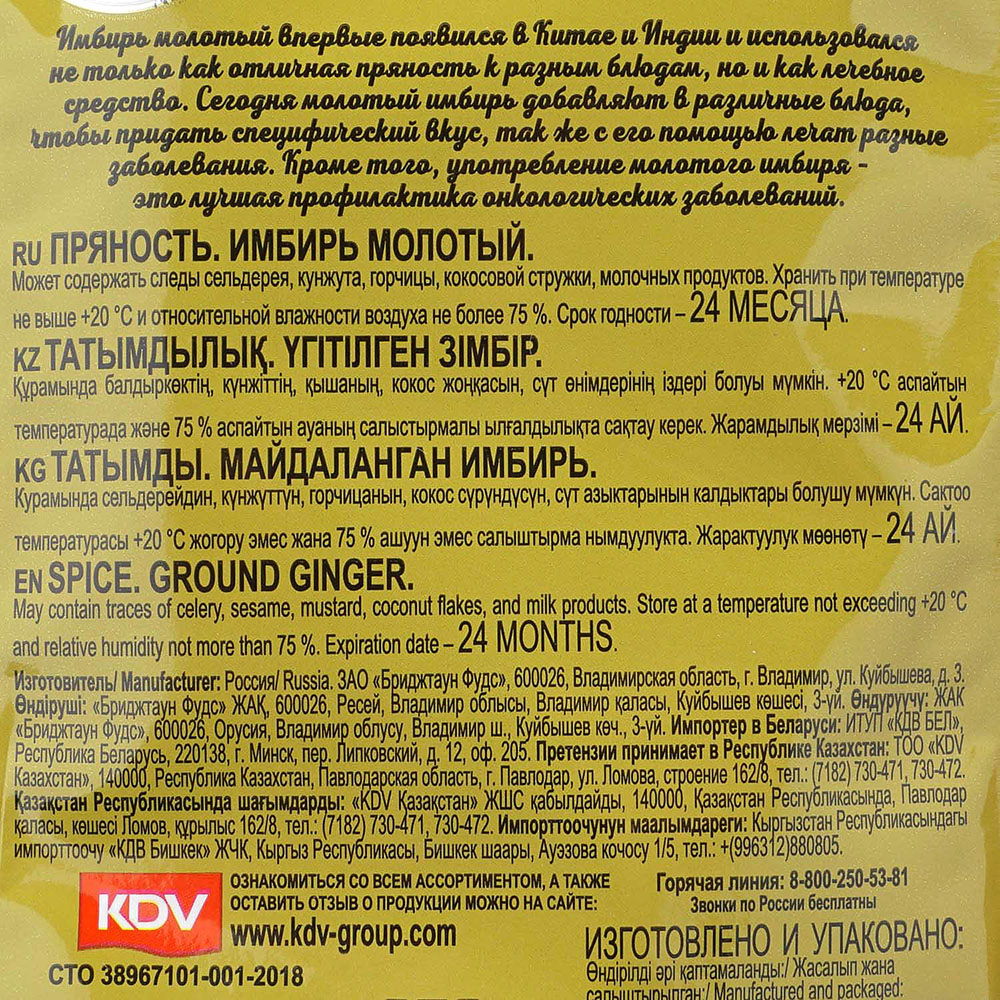 Имбирь молотый впервые появился в Китае и Индии и использовался
не только как отличная пряность к разным блюдам, но и как лечебное
средство. Сегодня молотый имбирь добавляют в различные блюда,
чтобы придать специфический вкус, так же с его помощью лечат разные
заболевания. Кроме того, употребление молотого имбиря -
это лучшая профилактика онкологических заболеваний.
RU ПРЯНОСТЬ. ИМБИРЬ МОЛОТЫЙ.
Может содержать следы сельдерея, кунжута, горчицы, кокосовой стружки, молочных продуктов. Хранить при температуре
не выше +20 °C и относительной влажности воздуха не более 75 %. Срок годности – 24 МЕСЯЦА.
KZ ТАТЫМДЫЛЫҚ. ҮГІТІЛГЕН ЗІМБІР.
Құрамында балдыркөктің, күнжіттің, қышаның, кокос жоңқасын, сүт өнімдерінің іздері болуы мүмкін. +20 °C аспайтын
температурада және 75 % аспайтын ауаның салыстырмалы ылғалдылықта сақтау керек. Жарамдылық мерзімі – 24 АЙ.
KG ТАТЫМДЫ. МАЙДАЛАНГАН ИМБИРЬ.
Курамында сельдерейдин, күнжүттүн, горчицанын, кокос сүрүндүсүн, сүт азыктарынын калдыктары болушу мүмкүн. Сактоо
температурасы +20 °C жогору эмес жана 75 % ашуун эмес салыштырма нымдуулукта. Жарактуулук мөөнөтү – 24 АЙ.
EN SPICE. GROUND GINGER.
May contain traces of celery, sesame, mustard, coconut flakes, and milk products. Store at a temperature not exceeding +20 °C
and relative humidity not more than 75 %. Expiration date – 24 MONTHS.
Изготовитель/ Manufacturer: Россия/ Russia. ЗАО «Бриджтаун Фудс», 600026, Владимирская область, г. Владимир, ул. Куйбышева, д. 3.
Өндіруші: «Бриджтаун Фудс» ЖАҚ, 600026, Ресей, Владимир облысы, Владимир қаласы, Куйбышев көшесі, 3-үй. Өндүрүүчү: ЖАК
«Бриджтаун Фудс», 600026, Орусия, Владимир облусу, Владимир ш., Куйбышев көч., 3-үй. Импортер в Беларуси: ИТУП «КДВ БЕЛ»,
Республика Беларусь, 220138, г. Минск, пер. Липковский, д. 12, оф. 205. Претензии принимает в Республике Казахстан: ТОО «KDV
Казахстан», 140000, Республика Казахстан, Павлодарская область, г. Павлодар, ул. Ломова, строение 162/8, тел.: (7182) 730-471, 730-472.
Қазақстан Республикасында шағымдарды: «KDV Қазақстан» ЖШС қабылдайды, 140000, Қазақстан Республикасында, Павлодар
қаласы, көшесі Ломов, құрылыс 162/8, тел.: (7182) 730-471, 730-472. Импорттоочунун маалымдареги: Кыргызстан Республикасындагы
импорттоочу «КДВ Бишкек» ЖЧК, Кыргыз Республикасы, Бишкек шаары, Ауэзова кочосу 1/5, тел.: +(996312)880805.
KDV
ОЗНАКОМИТЬСЯ СО ВСЕМ АССОРТИМЕНТОМ, А ТАКЖЕ
ОСТАВИТЬ ОТЗЫВ О ПРОДУКЦИИ МОЖНО НА САЙТЕ:
www.kdv-group.com
СТО 38967101-001-2018
Горячая линия: 8-800-250-53-81
Звонки по России бесплатны
ИЗГОТОВЛЕНО И УПАКОВАНО:
Өндірілді әрі қаптамаланды:/ Жасалып жана
салыштырылган:/ Manufactured and packaged: